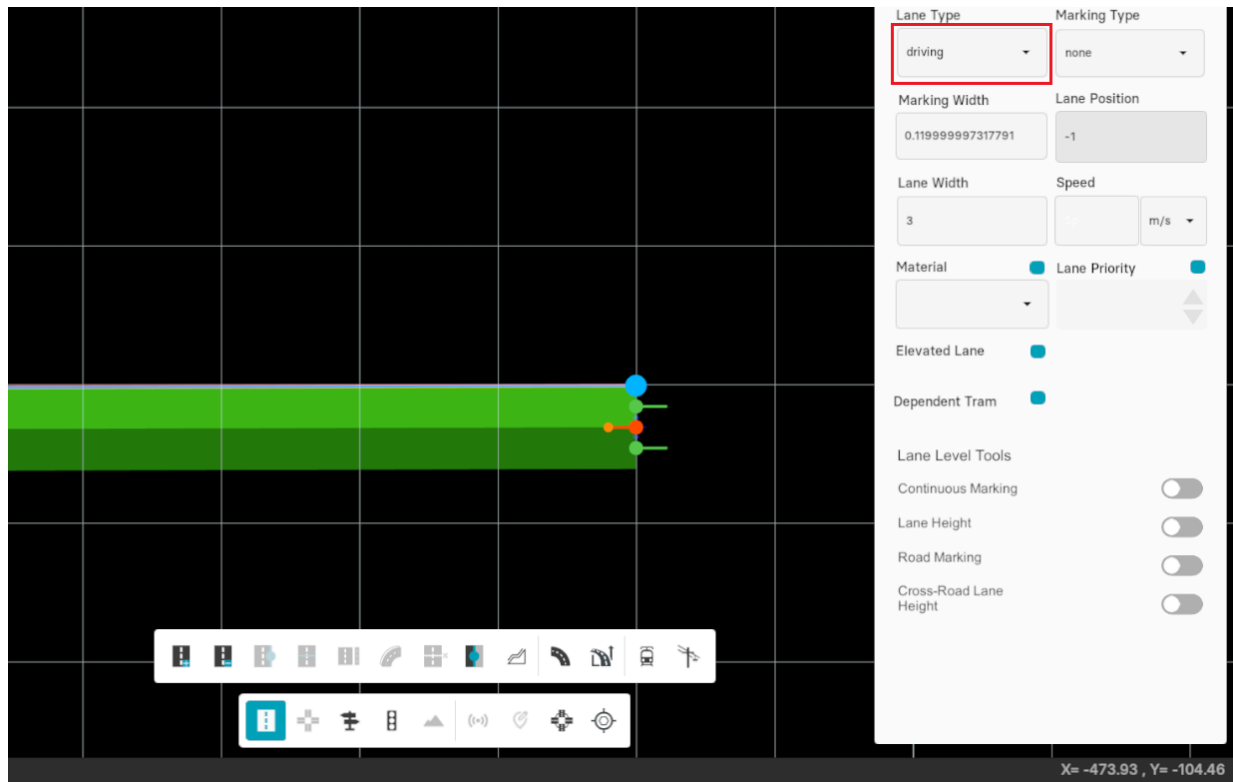 Lane Type Marking Type
driving none
Marking Width Lane Position
0.119999997317791 -1
Lane Width Speed
3 m/s
Material Lane Priority
Elevated Lane
Dependent Tram
Lane Level Tools
Continuous Marking
Lane Height
Road Marking
Cross-Road Lane
Height
X= -473.93 , Y= -104.46